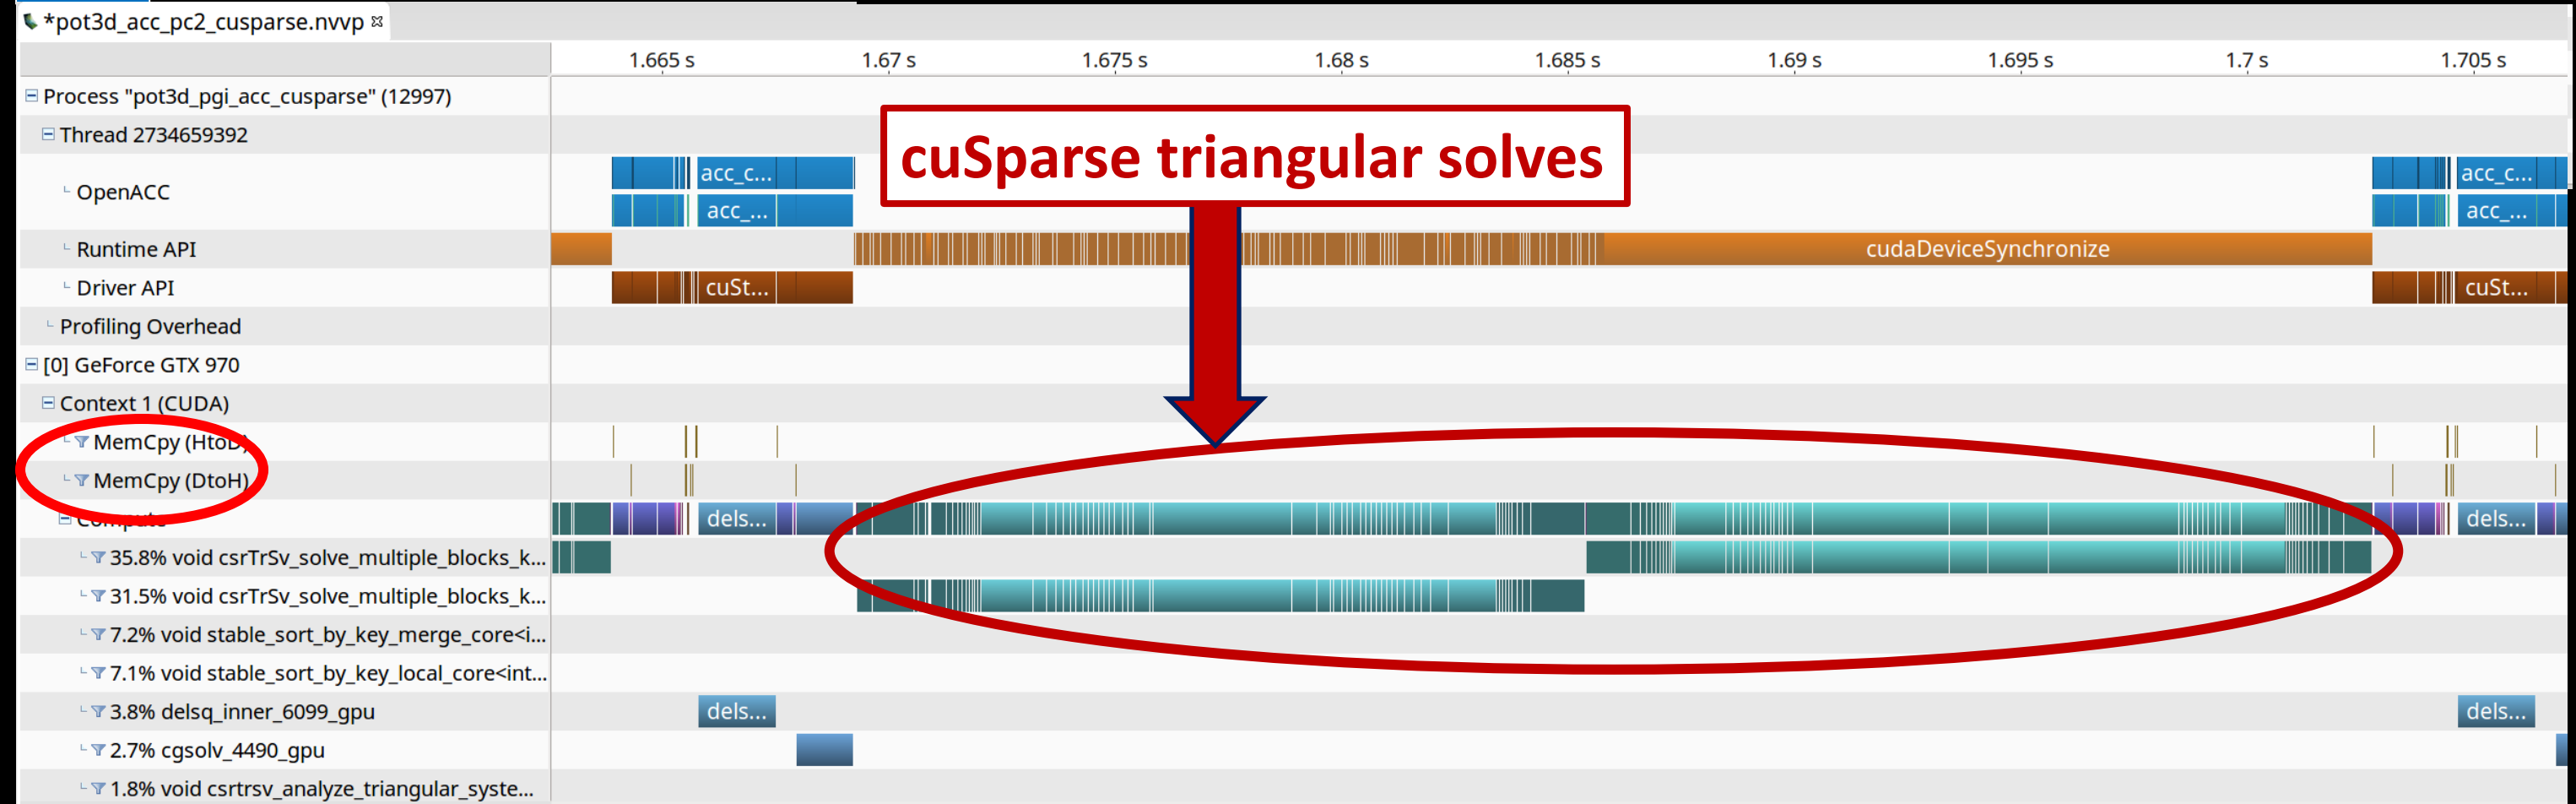 *pot3d_acc_pc2_cusparse.nvvp
1.665 s 1.67 s 1.675 s 1.68 s 1.685 s 1.69 s 1.695 s 1.7 s 1.705 s
Process "pot3d_pgi_acc_cusparse" (12997)
Thread 2734659392
cuSparse triangular solves
acc_c... acc_c...
OpenACC
acc_... acc_...
Runtime API cudaDeviceSynchronize
Driver API cuSt... cuSt...
Profiling Overhead
[0] GeForce GTX 970
Context 1 (CUDA)
MemCpy (HtoD)
MemCpy (DtoH)
Compute dels... dels...
35.8% void csrTrSv_solve_multiple_blocks_k...
31.5% void csrTrSv_solve_multiple_blocks_k...
7.2% void stable_sort_by_key_merge_core<i...
7.1% void stable_sort_by_key_local_core<int...
3.8% delsq_inner_6099_gpu dels... dels...
2.7% cgsolv_4490_gpu
1.8% void csrtrsv_analyze_triangular_syste...